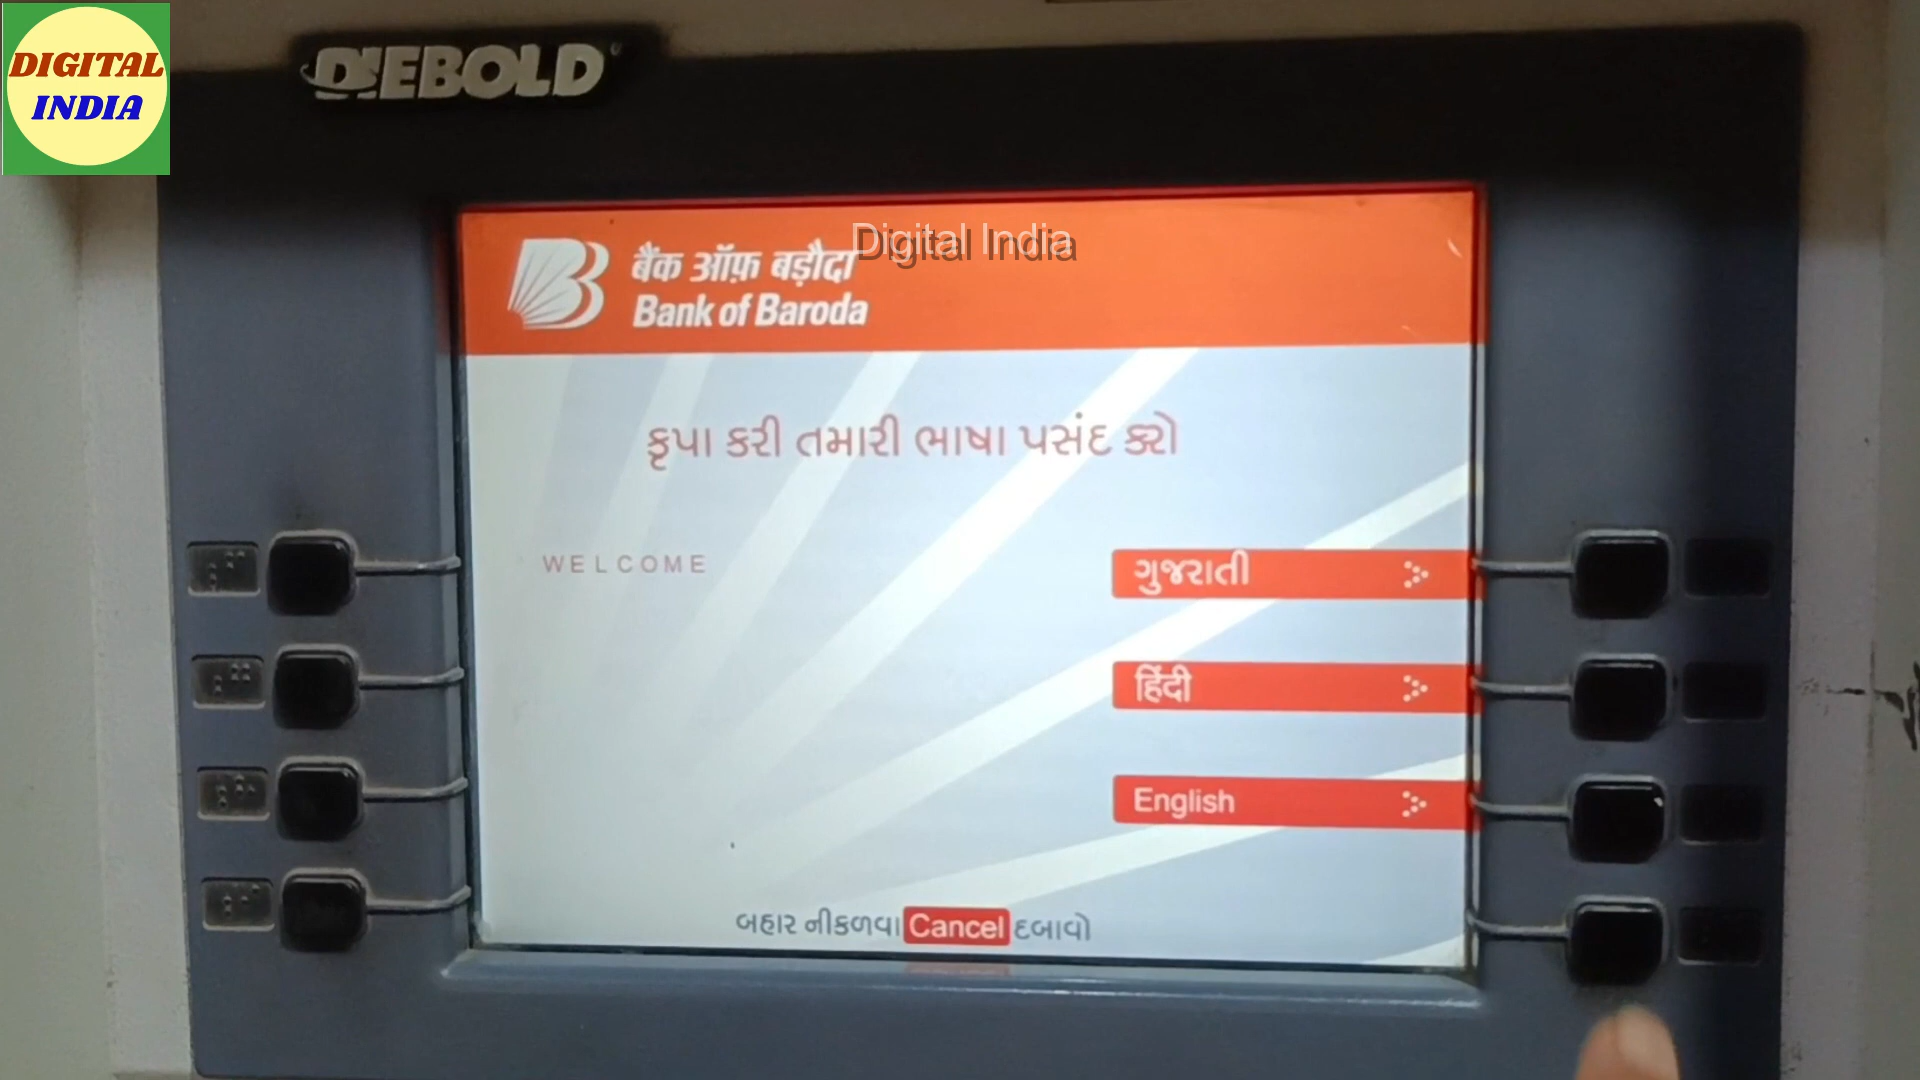 DIGITAL
INDIA
DIEBOLD
Digital India
बैंक ऑफ़ बड़ौदा
Bank of Baroda
કૃપા કરી તમારી ભાષા પસંદ કરો
WELCOME
ગુજરાતી
हिंदी
English
બહાર નીકળવા Cancel દબાવો